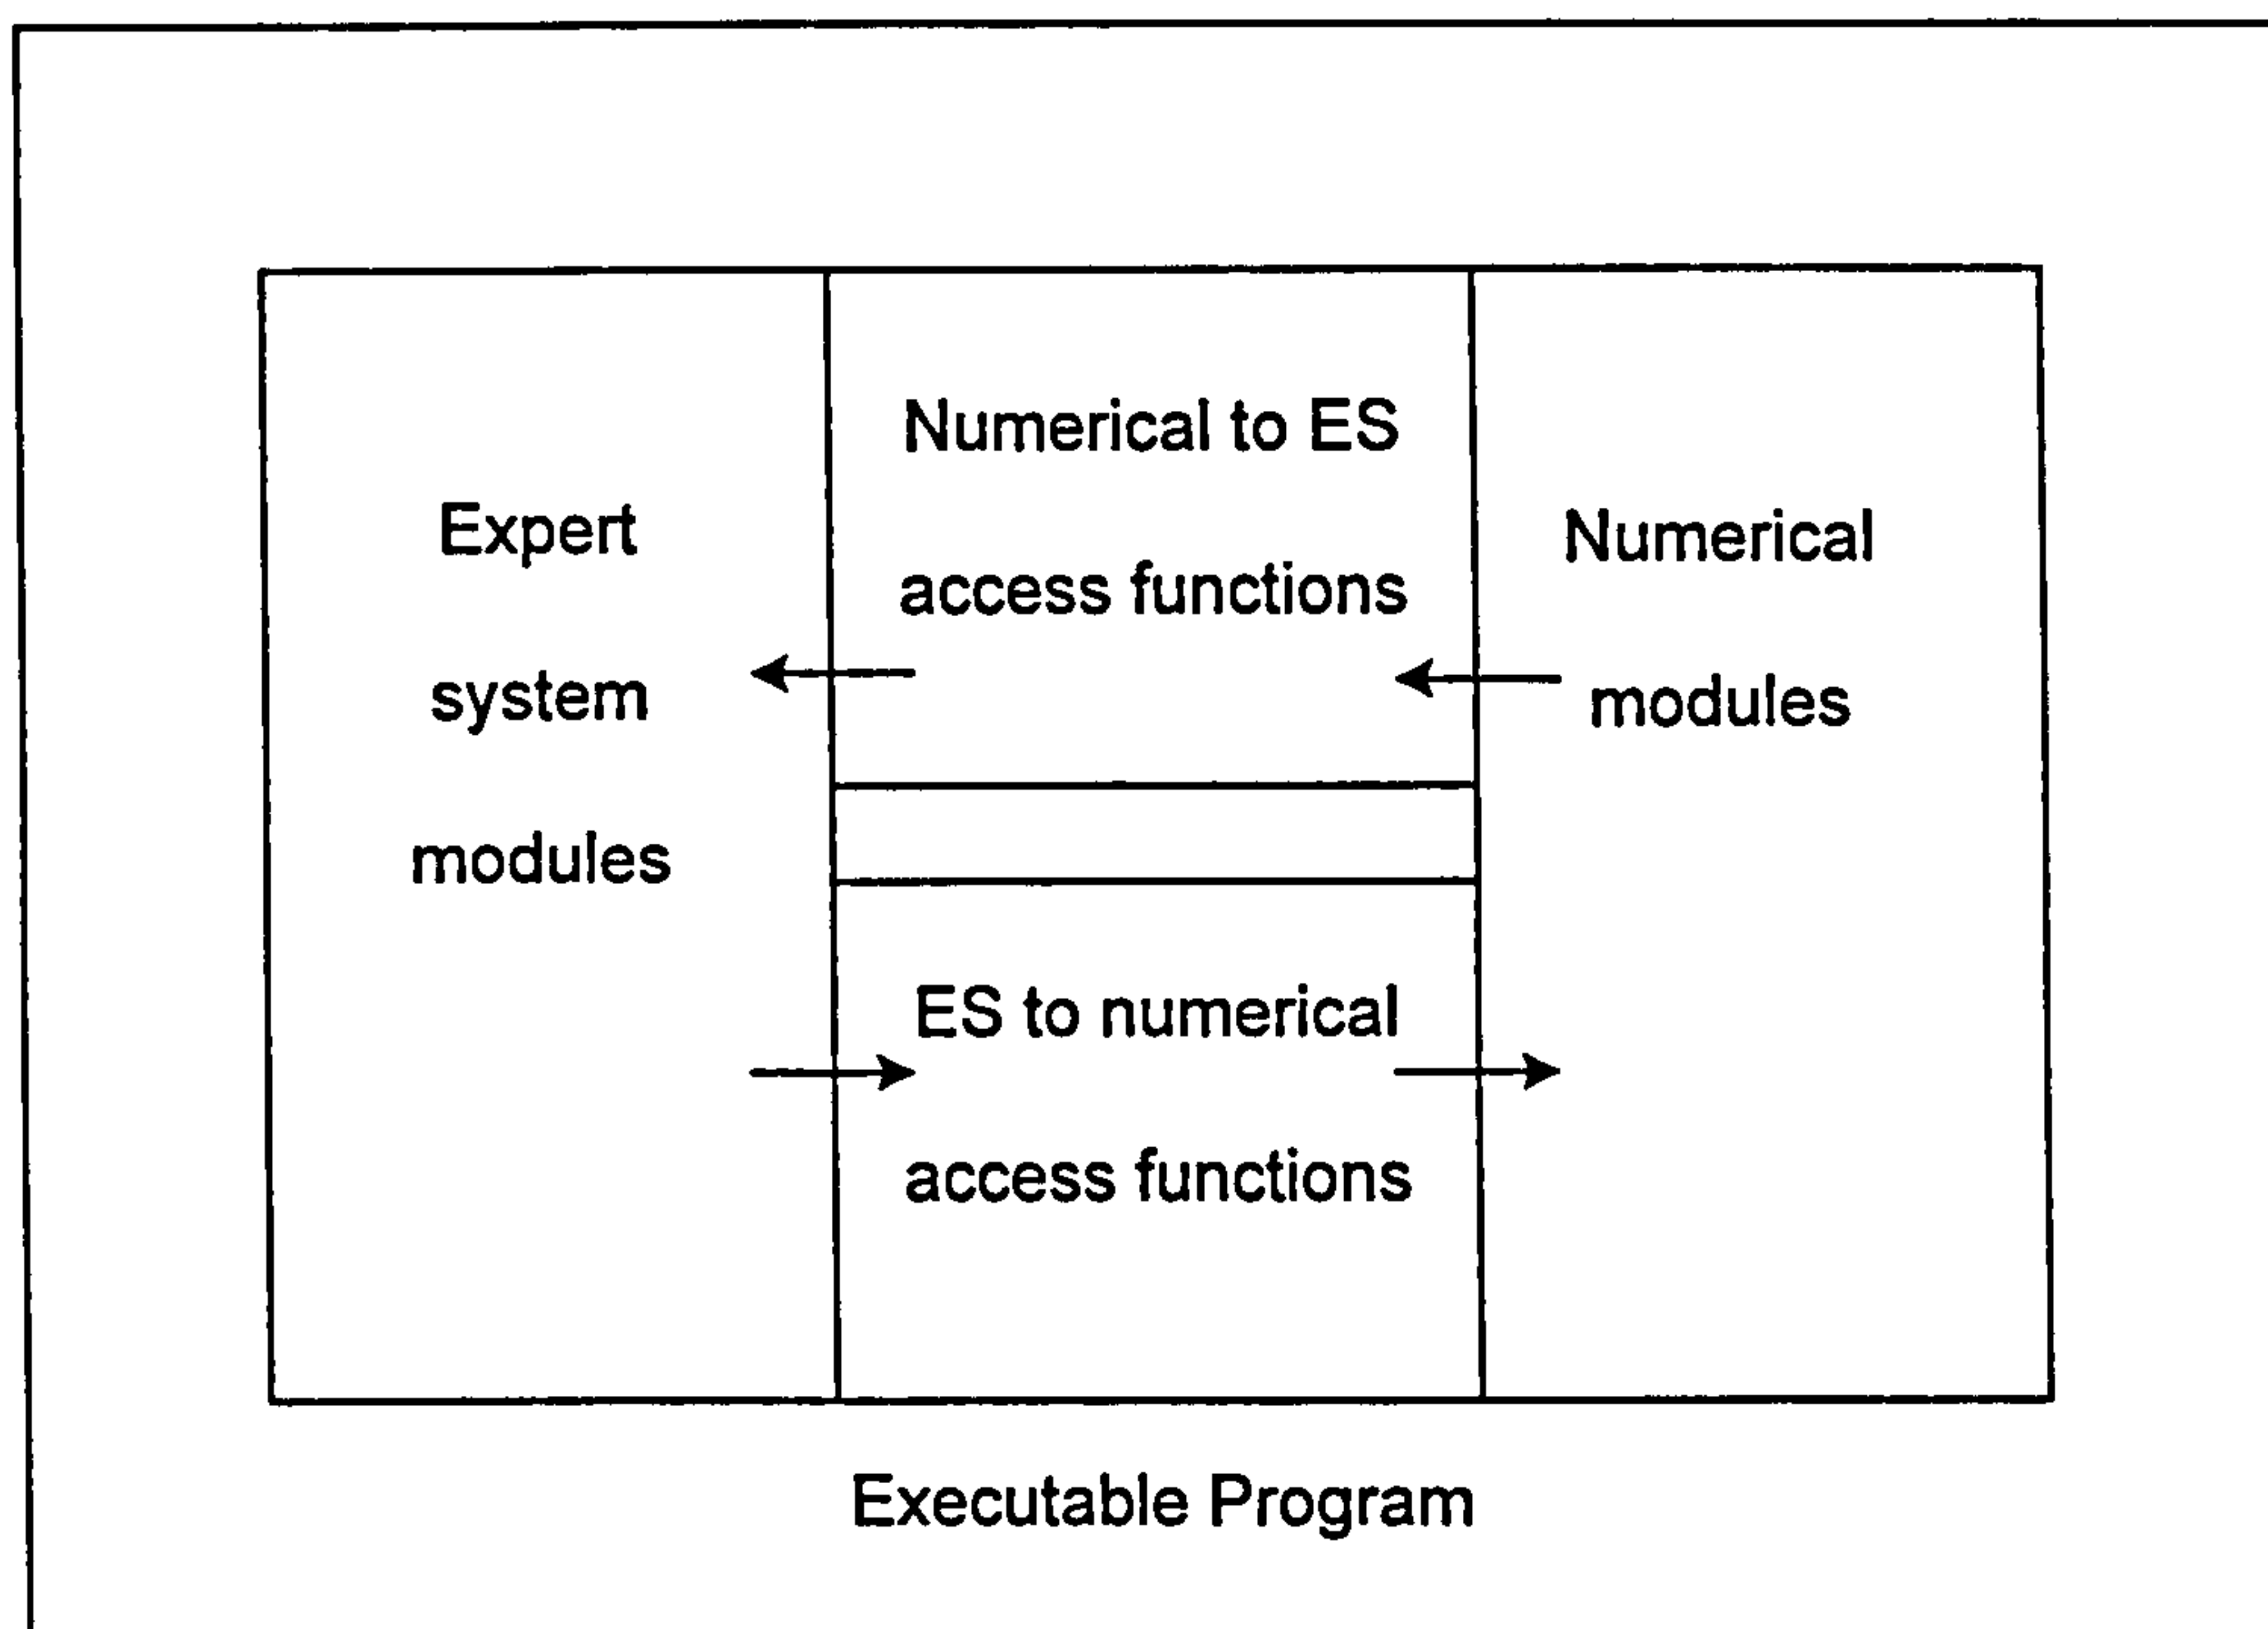 Expert
system
modules
Numerical to ES
access functions
ES to numerical
access functions
Numerical
modules
Executable Program